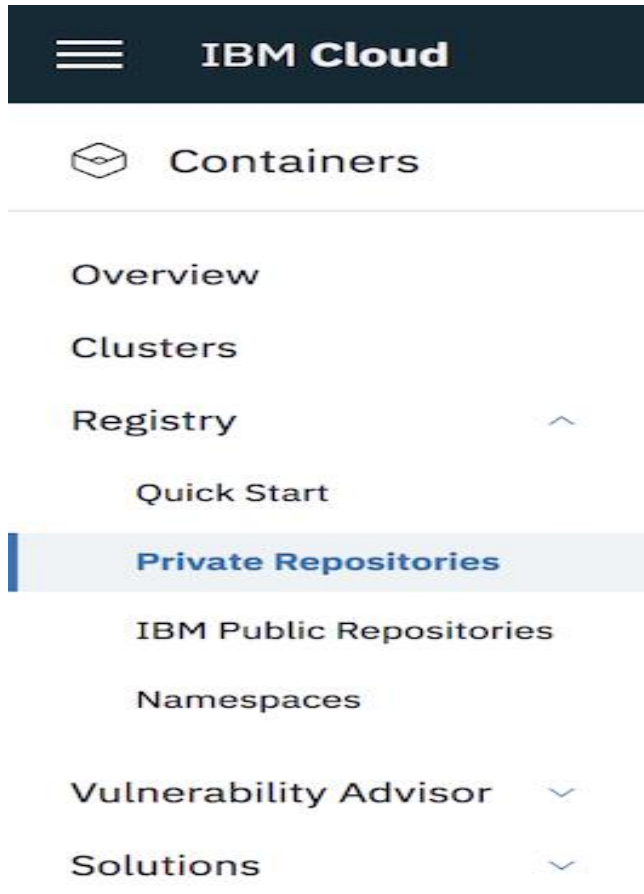 IBM Cloud
Containers
Overview
Clusters
Registry
Quick Start
Private Repositories
IBM Public Repositories
Namespaces
Vulnerability Advisor
Solutions